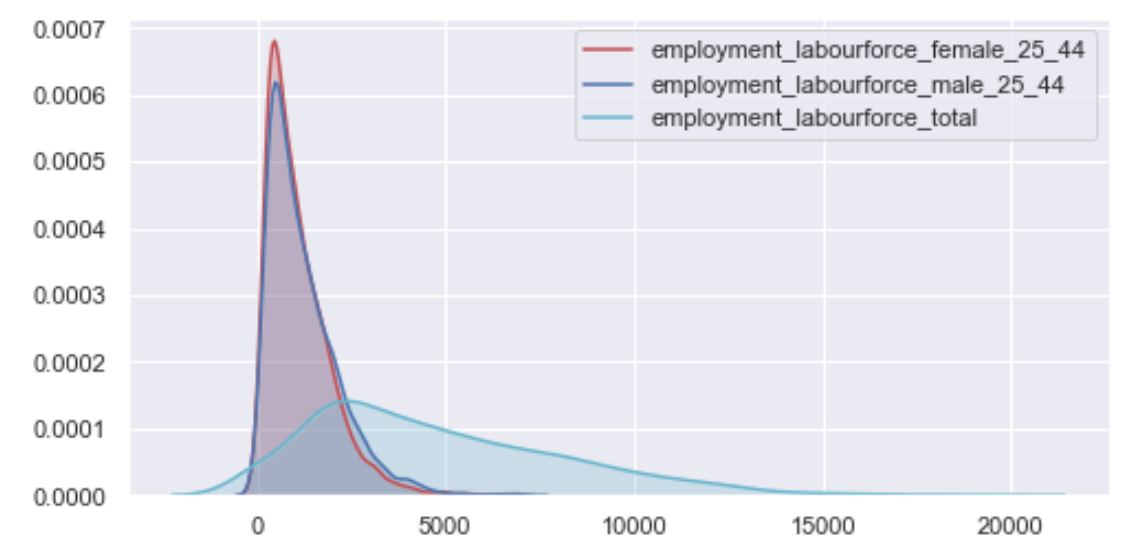 0.0007
0.0006
0.0005
0.0004
0.0003
0.0002
0.0001
0.0000
employment_labourforce_female_25_44
employment_labourforce_male_25_44
employment_labourforce_total
0 5000 10000 15000 20000